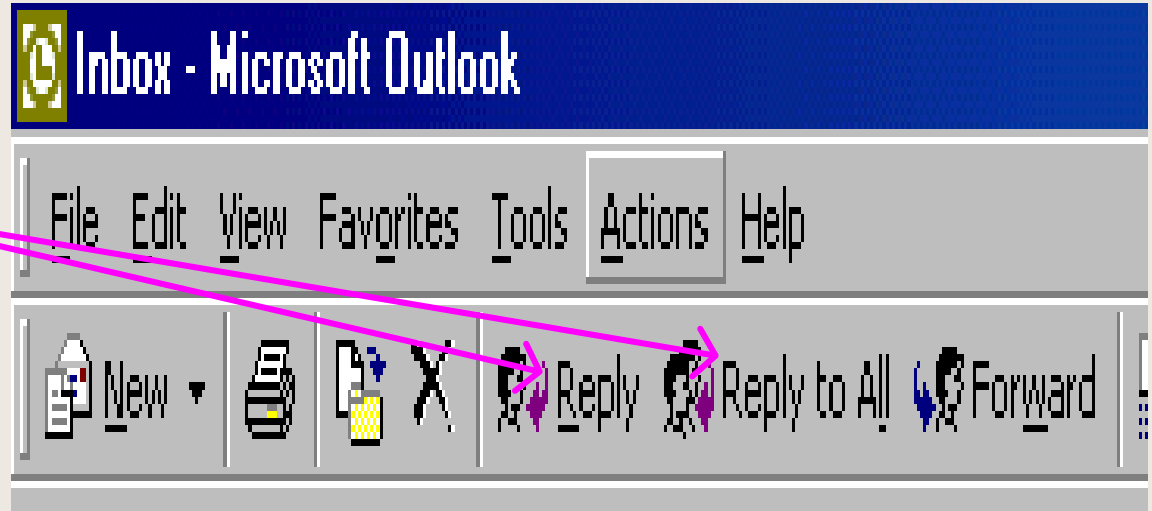 Inbox - Microsoft Outlook
File Edit View Favorites Tools Actions Help
New Reply Reply to All Forward